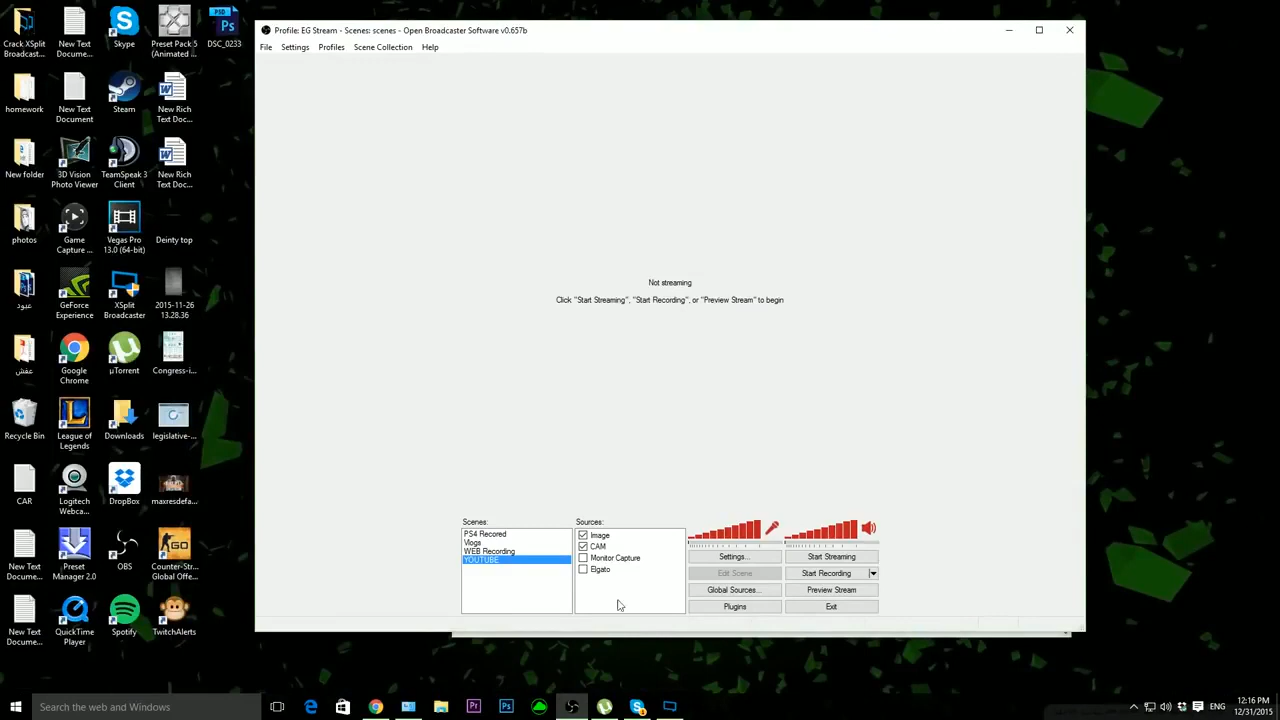 Crack.XSplit
Broadcast...
New Text
Docume...
Skype
Preset Pack 5
(Animated ...
DSC_0233
homework
New Text
Document
Steam
New Rich
Text Doc...
New folder
3D Vision
Photo Viewer
TeamSpeak 3
Client
New Rich
Text Doc...
photos
Game
Capture ...
Vegas Pro
13.0 (64-bit)
Deinty top
عبود
GeForce
Experience
XSplit
Broadcaster
2015-11-26
13.28.36
عفش
Google
Chrome
µTorrent
Congress-i...
Recycle Bin
League of
Legends
Downloads
legislative-...
CAR
Logitech
Webca...
DropBox
maxresdefa...
New Text
Docume...
Preset
Manager 2.0
OBS
Counter-Str...
Global Offe...
New Text
Docume...
QuickTime
Player
Spotify
TwitchAlerts
Profile: EG Stream - Scenes: scenes - Open Broadcaster Software v0.657b
File Settings Profiles Scene Collection Help
Not streaming
Click "Start Streaming", "Start Recording", or "Preview Stream" to begin
Scenes:
PS4 Recored
Vlogs
WEB Recording
YOUTUBE
Sources:
Image
CAM
Monitor Capture
Elgato
Settings...
Start Streaming
Edit Scene
Start Recording
Global Sources...
Preview Stream
Plugins
Exit
Search the web and Windows
ENG
12:16 PM
12/31/2015